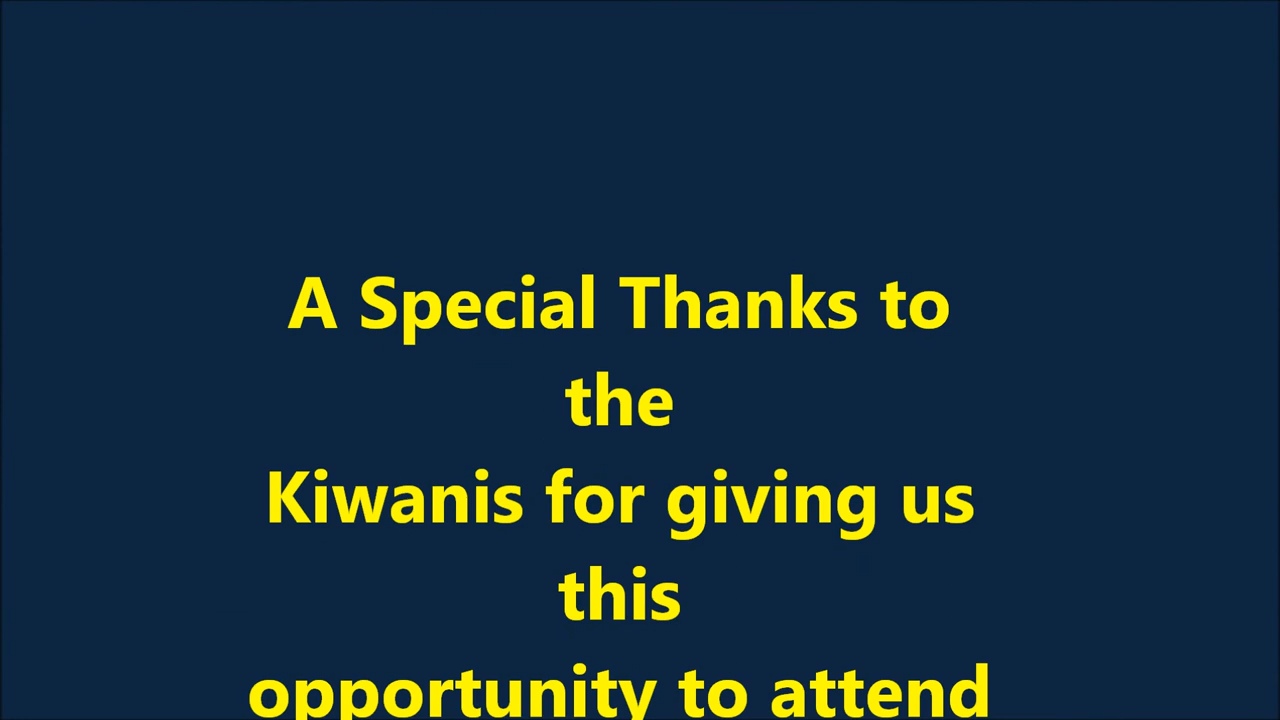 A Special Thanks to
the
Kiwanis for giving us
this
opportunity to attend